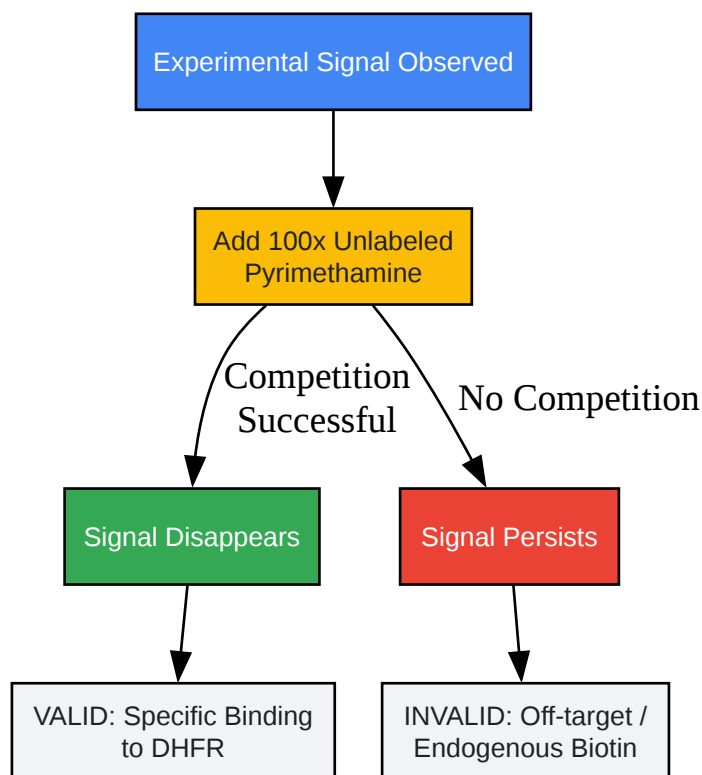 Experimental Signal Observed
Add 100x Unlabeled
Pyrimethamine
Competition
Successful
No Competition
Signal Disappears
Signal Persists
VALID: Specific Binding
to DHFR
INVALID: Off-target /
Endogenous Biotin